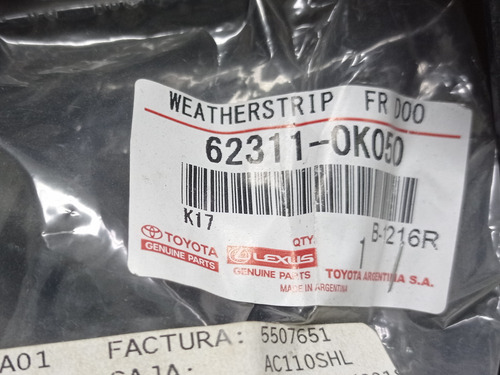 WEATHERSTRIP FR DOO
62311-0K050
K17
B-1216R
TOYOTA
GENUINE PARTS
LEXUS
GENUINE PARTS
QTY.
1
TOYOTA ARGENTINA S.A.
MADE IN ARGENTINA
A01
FACTURA: 5507651
CAJA: AC110SHL